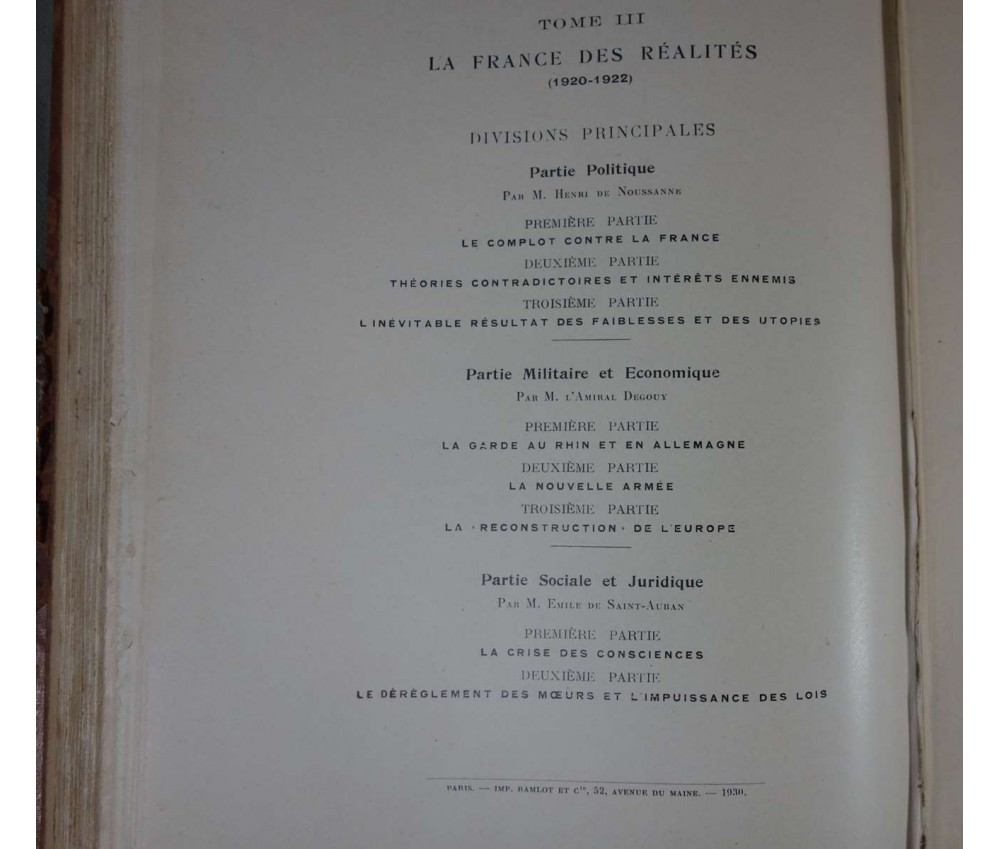 TOME III
LA FRANCE DES RÉALITÉS
(1920-1922)
DIVISIONS PRINCIPALES
Partie Politique
PAR M. HENRI DE NOUSSANNE
PREMIÈRE PARTIE
LE COMPLOT CONTRE LA FRANCE
DEUXIÈME PARTIE
THÉORIES CONTRADICTOIRES ET INTÉRÊTS ENNEMIS
TROISIÈME PARTIE
L'INÉVITABLE RÉSULTAT DES FAIBLESSES ET DES UTOPIES
Partie Militaire et Economique
PAR M. L'AMIRAL DEGOUY
PREMIÈRE PARTIE
LA GARDE AU RHIN ET EN ALLEMAGNE
DEUXIÈME PARTIE
LA NOUVELLE ARMÉE
TROISIÈME PARTIE
LA "RECONSTRUCTION" DE L'EUROPE
Partie Sociale et Juridique
PAR M. EMILE DE SAINT-AUBAN
PREMIÈRE PARTIE
LA CRISE DES CONSCIENCES
DEUXIÈME PARTIE
LE DÉRÈGLEMENT DES MŒURS ET L'IMPUISSANCE DES LOIS
PARIS. — IMP. RAMLOT ET Cie, 52, AVENUE DU MAINE. — 1930.